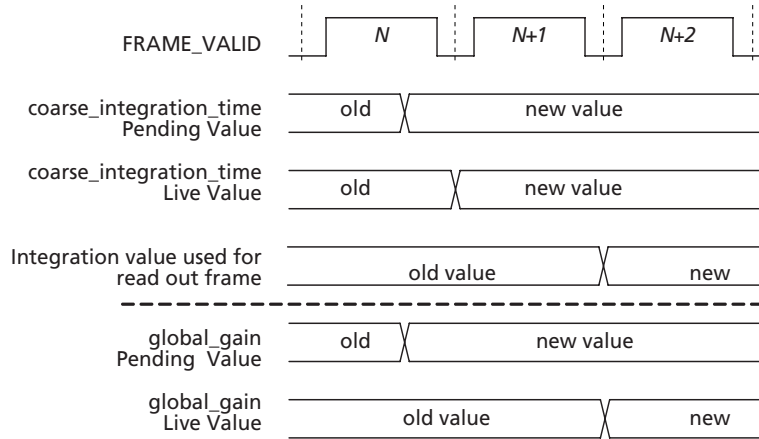 FRAME_VALID N N+1 N+2
coarse_integration_time
Pending Value
old new value
coarse_integration_time
Live Value
old new value
Integration value used for
read out frame
old value new
global_gain
Pending Value
old new value
global_gain
Live Value
old value new